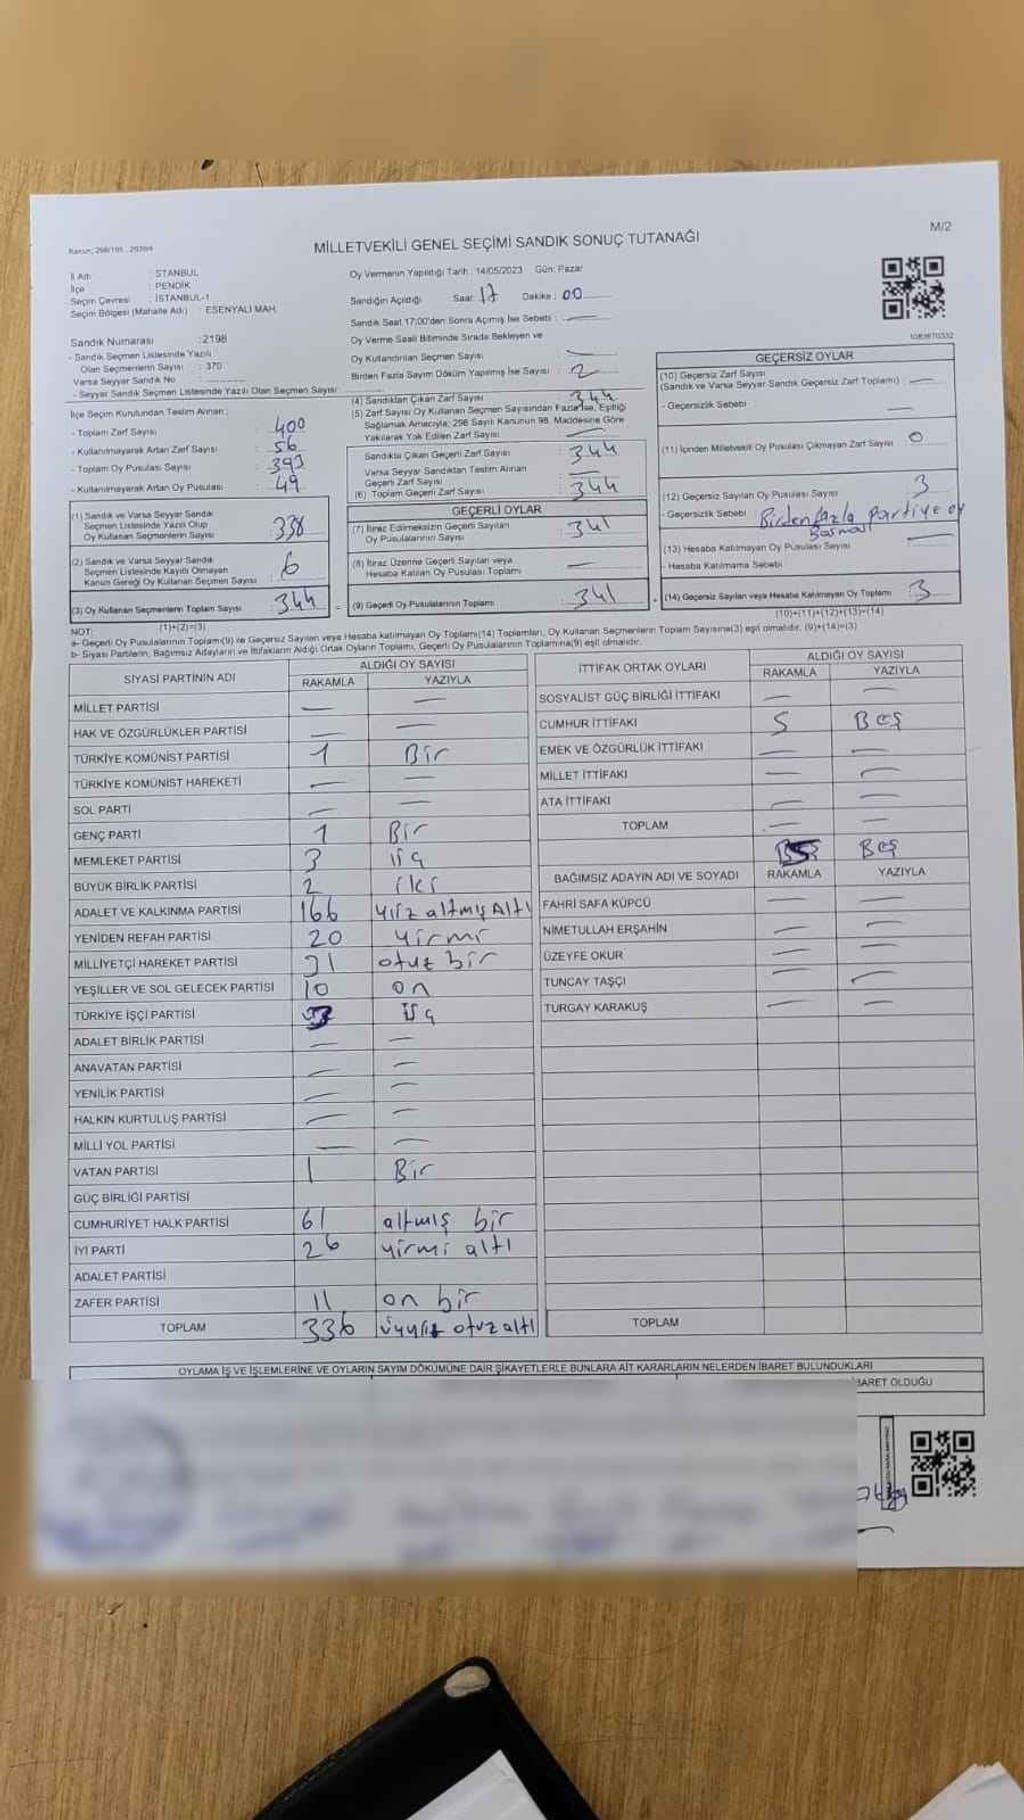 MİLLETVEKİLİ GENEL SEÇİMİ SANDIK SONUÇ TUTANAĞI
M/2
İl Adı : İSTANBUL
İlçe : PENDİK
Seçim Çevresi : İSTANBUL-1
Seçim Bölgesi (Mahalle Adı) : ESENYALI MAH.
Sandık Numarası : 2198
- Sandık Seçmen Listesinde Yazılı
Olan Seçmenlerin Sayısı : 370
Varsa Seyyar Sandık No :
- Seyyar Sandık Seçmen Listesinde Yazılı Olan Seçmen Sayısı :
Oy Vermenin Yapıldığı Tarih : 14/05/2023 Gün: Pazar
Sandığın Açıldığı Saat: 17 Dakika : 00
Sandık Saat 17:00'den Sonra Açılmış İse Sebebi : —
Oy Verme Saati Bitiminde Sırada Bekleyen ve
Oy Kullandırılan Seçmen Sayısı —
Birden Fazla Sayım Döküm Yapılmış İse Sayısı : 2
İlçe Seçim Kurulundan Teslim Alınan ;
- Toplam Zarf Sayısı : 400
- Kullanılmayarak Artan Zarf Sayısı : 56
- Toplam Oy Pusulası Sayısı : 393
- Kullanılmayarak Artan Oy Pusulası : 49
(1) Sandık ve Varsa Seyyar Sandık
Seçmen Listesinde Yazılı Olup
Oy Kullanan Seçmenlerin Sayısı : 338
(2) Sandık ve Varsa Seyyar Sandık
Seçmen Listesinde Kayıtlı Olmayan
Kanun Gereği Oy Kullanan Seçmen Sayısı : 6
(3) Oy Kullanan Seçmenlerin Toplam Sayısı : 344
(1)+(2)=(3)
(4) Sandıktan Çıkan Zarf Sayısı : 344
(5) Zarf Sayısı Oy Kullanan Seçmen Sayısından Fazla İse, Eşitliği
Sağlamak Amacıyla; 298 Sayılı Kanunun 98. Maddesine Göre
Yakılarak Yok Edilen Zarf Sayısı : —
Sandıkta Çıkan Geçerli Zarf Sayısı : 344
Varsa Seyyar Sandıktan Teslim Alınan
Geçerli Zarf Sayısı : —
(6) Toplam Geçerli Zarf Sayısı : 344
GEÇERLİ OYLAR
(7) İtiraz Edilmeksizin Geçerli Sayılan
Oy Pusulalarının Sayısı : 341
(8) İtiraz Üzerine Geçerli Sayılan veya
Hesaba Katılan Oy Pusulası Toplamı : —
(9) Geçerli Oy Pusulalarının Toplamı : 341
1083670332
GEÇERSİZ OYLAR
(10) Geçersiz Zarf Sayısı
(Sandık ve Varsa Seyyar Sandık Geçersiz Zarf Toplamı) : —
- Geçersizlik Sebebi : —
(11) İçinden Milletvekili Oy Pusulası Çıkmayan Zarf Sayısı : 0
(12) Geçersiz Sayılan Oy Pusulası Sayısı : 3
- Geçersizlik Sebebi : Birden fazla Partiye oy
Basması
(13) Hesaba Katılmayan Oy Pusulası Sayısı : —
- Hesaba Katılmama Sebebi :
(14) Geçersiz Sayılan veya Hesaba Katılmayan Oy Toplamı : 3
(10)+(11)+(12)+(13)=(14)
NOT:
a- Geçerli Oy Pusulalarının Toplamı(9) ile Geçersiz Sayılan veya Hesaba katılmayan Oy Toplamı(14) Toplamları, Oy Kullanan Seçmenlerin Toplam Sayısına(3) eşit olmalıdır. (9)+(14)=(3)
b- Siyasi Partilerin, Bağımsız Adayların ve İttifakların Aldığı Ortak Oyların Toplamı, Geçerli Oy Pusulalarının Toplamına(9) eşit olmalıdır.
SİYASİ PARTİNİN ADI ALDIĞI OY SAYISI
RAKAMLA YAZIYLA
MİLLET PARTİSİ — —
HAK VE ÖZGÜRLÜKLER PARTİSİ — —
TÜRKİYE KOMÜNİST PARTİSİ 1 Bir
TÜRKİYE KOMÜNİST HAREKETİ — —
SOL PARTİ — —
GENÇ PARTİ 1 Bir
MEMLEKET PARTİSİ 3 üç
BÜYÜK BİRLİK PARTİSİ 2 iki
ADALET VE KALKINMA PARTİSİ 166 yüz altmış Altı
YENİDEN REFAH PARTİSİ 20 yirmi
MİLLİYETÇİ HAREKET PARTİSİ 31 otuz bir
YEŞİLLER VE SOL GELECEK PARTİSİ 10 on
TÜRKİYE İŞÇİ PARTİSİ 3 üç
ADALET BİRLİK PARTİSİ — —
ANAVATAN PARTİSİ — —
YENİLİK PARTİSİ — —
HALKIN KURTULUŞ PARTİSİ — —
MİLLİ YOL PARTİSİ — —
VATAN PARTİSİ 1 Bir
GÜÇ BİRLİĞİ PARTİSİ
CUMHURİYET HALK PARTİSİ 61 altmış bir
İYİ PARTİ 26 yirmi altı
ADALET PARTİSİ
ZAFER PARTİSİ 11 on bir
TOPLAM 336 üçyüz otuz altı
İTTİFAK ORTAK OYLARI ALDIĞI OY SAYISI
RAKAMLA YAZIYLA
SOSYALİST GÜÇ BİRLİĞİ İTTİFAKI — —
CUMHUR İTTİFAKI 5 Beş
EMEK VE ÖZGÜRLÜK İTTİFAKI — —
MİLLET İTTİFAKI — —
ATA İTTİFAKI — —
TOPLAM — —
Beş
BAĞIMSIZ ADAYIN ADI VE SOYADI RAKAMLA YAZIYLA
FAHRİ SAFA KÜPCÜ — —
NİMETULLAH ERŞAHİN — —
ÜZEYFE OKUR — —
TUNCAY TAŞÇI — —
TURGAY KARAKUŞ — —
TOPLAM
OYLAMA İŞ VE İŞLEMLERİNE VE OYLARIN SAYIM DÖKÜMÜNE DAİR ŞİKAYETLERLE BUNLARA AİT KARARLARIN NELERDEN İBARET BULUNDUKLARI
İBARET OLDUĞU